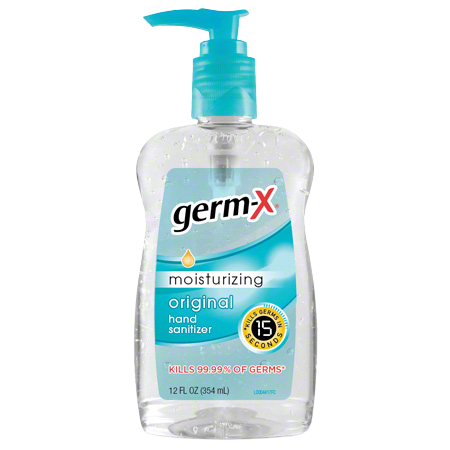 germ-X®
moisturizing
original
hand
sanitizer
*KILLS GERMS IN
15
SECONDS
KILLS 99.99% OF GERMS*
12 FL OZ (354 mL)